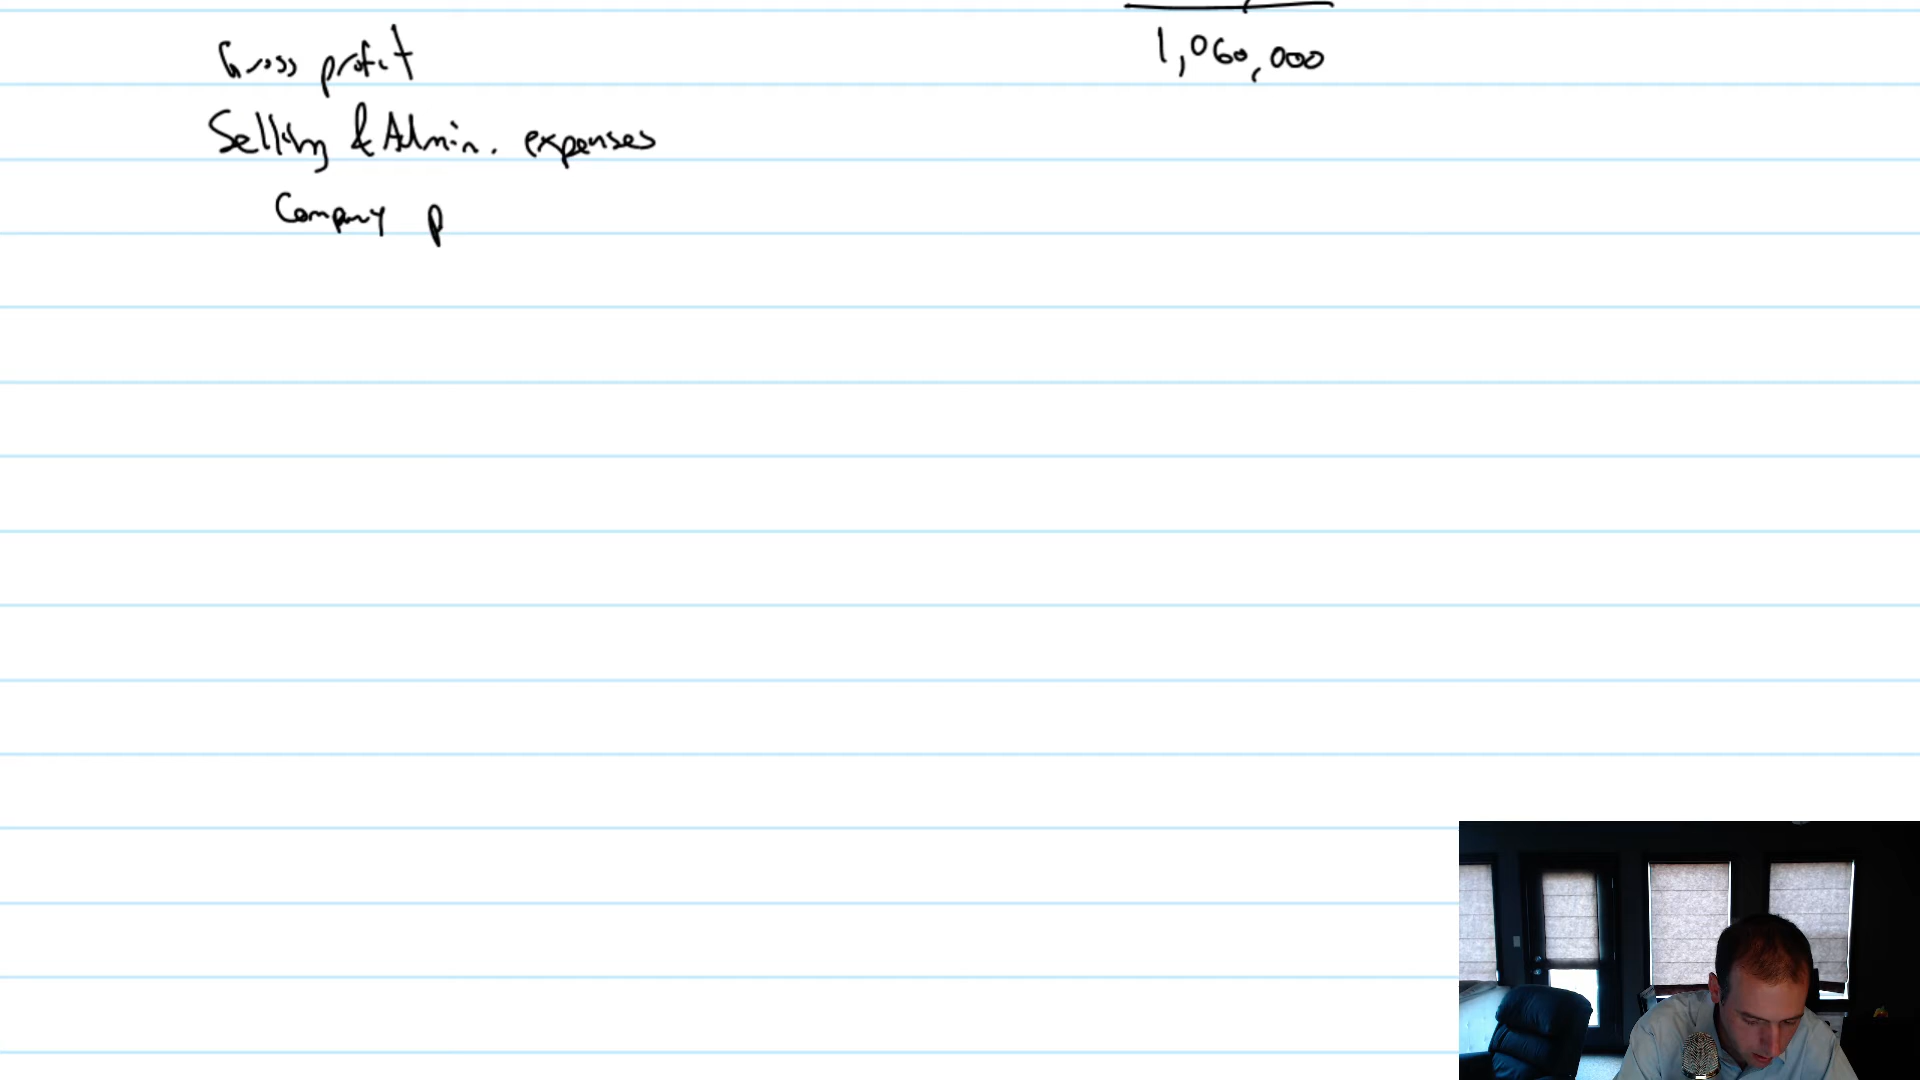 Gross profit 1,060,000
Selling & Admin. expenses
Company p